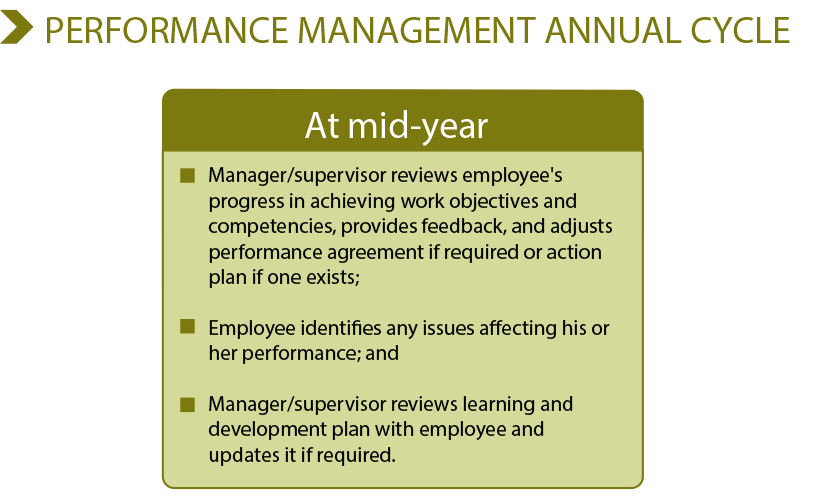 PERFORMANCE MANAGEMENT ANNUAL CYCLE
At mid-year
Manager/supervisor reviews employee's
progress in achieving work objectives and
competencies, provides feedback, and adjusts
performance agreement if required or action
plan if one exists;
Employee identifies any issues affecting his or
her performance; and
Manager/supervisor reviews learning and
development plan with employee and
updates it if required.